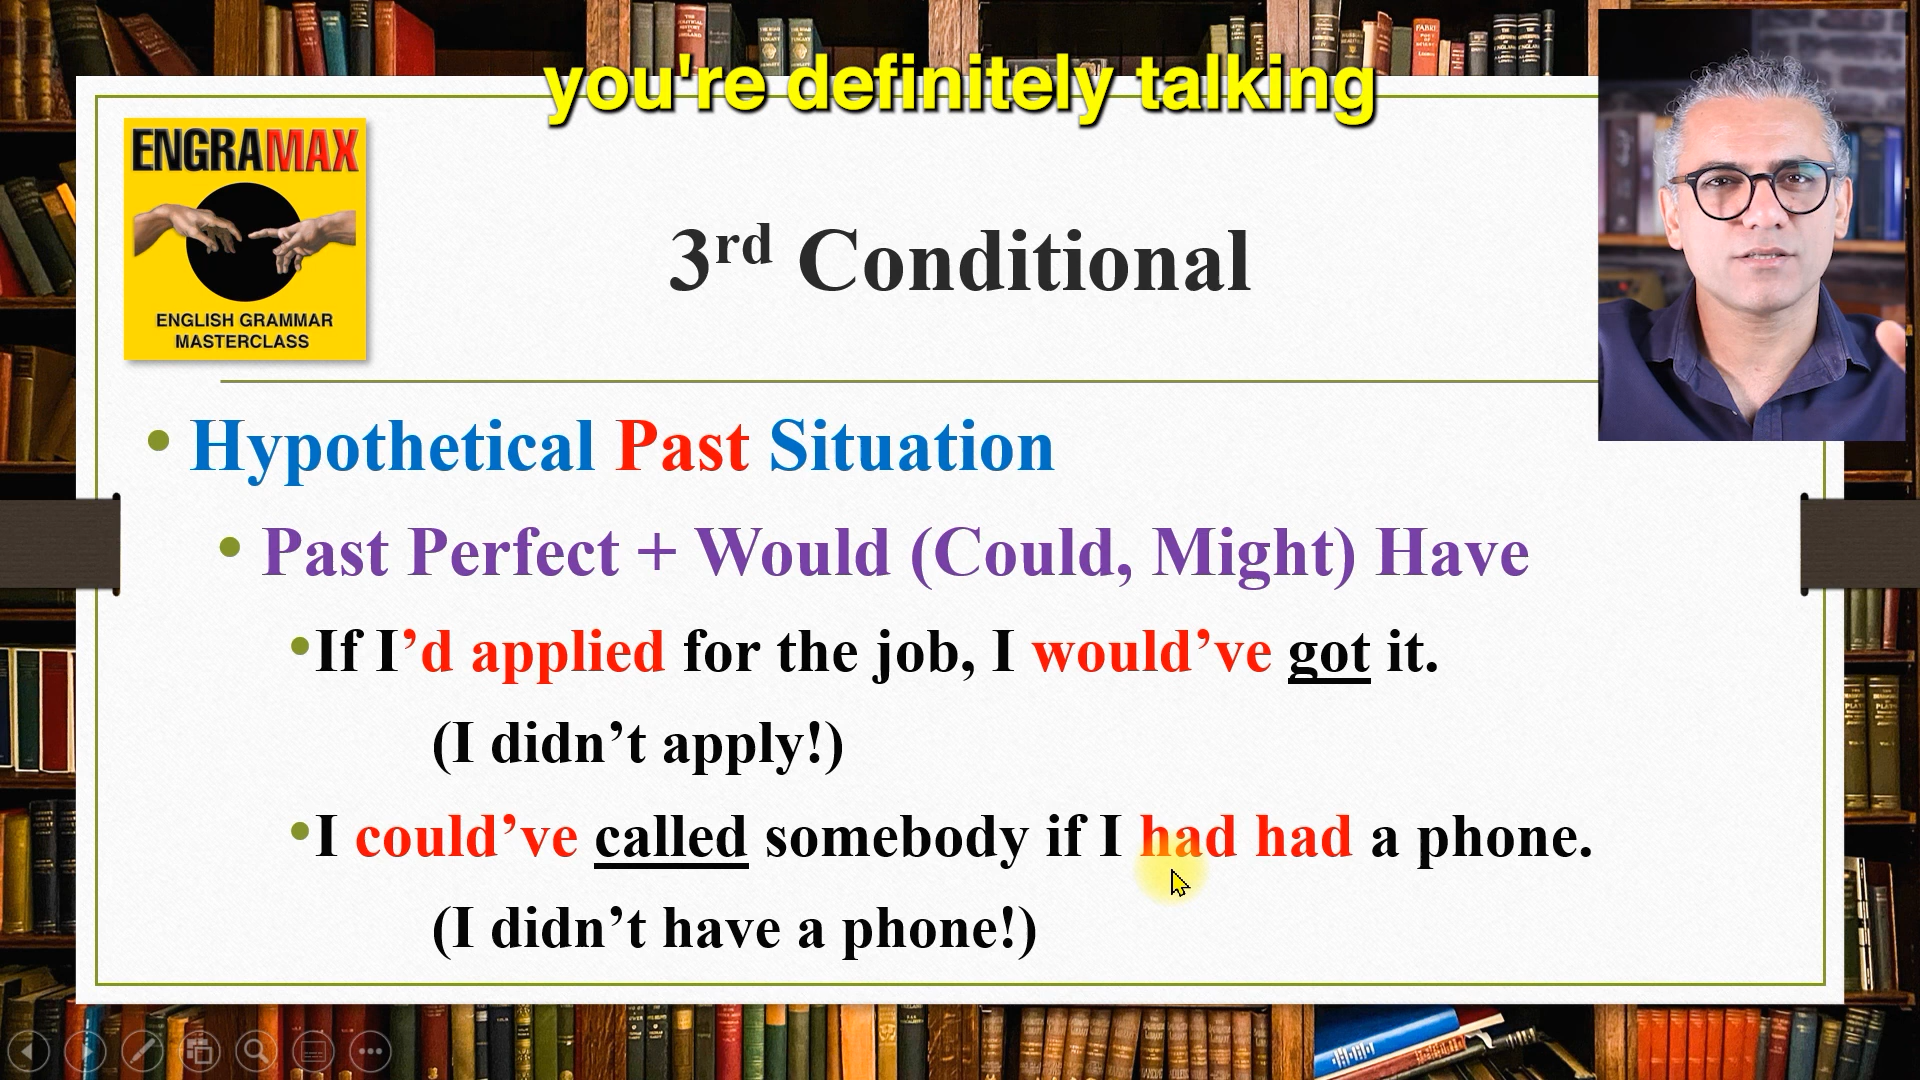 you're definitely talking
ENGRAMAX
ENGLISH GRAMMAR
MASTERCLASS
3rd Conditional
• Hypothetical Past Situation
• Past Perfect + Would (Could, Might) Have
•If I’d applied for the job, I would’ve got it.
(I didn’t apply!)
•I could’ve called somebody if I had had a phone.
(I didn’t have a phone!)